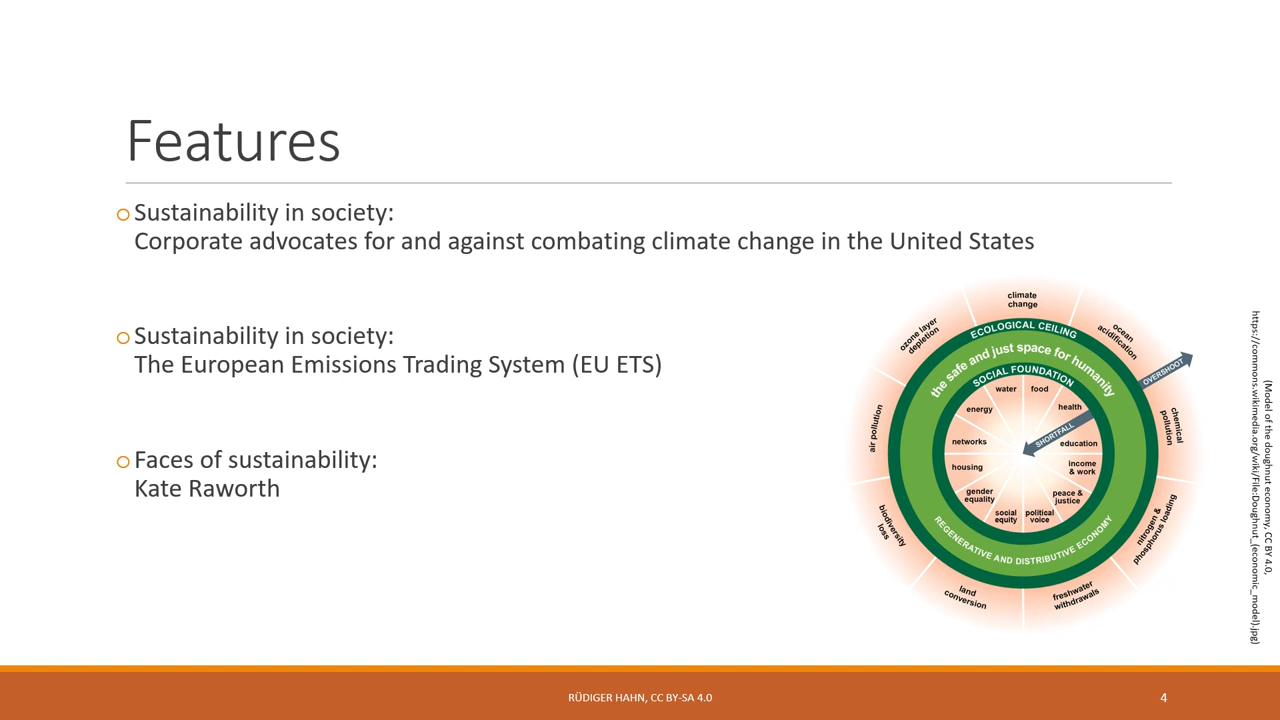 Features
Sustainability in society:
Corporate advocates for and against combating climate change in the United States
Sustainability in society:
The European Emissions Trading System (EU ETS)
Faces of sustainability:
Kate Raworth
climate
change
ocean
acidification
chemical
pollution
nitrogen &
phosphorus loading
freshwater
withdrawals
land
conversion
biodiversity
loss
air pollution
ozone layer
depletion
ECOLOGICAL CEILING
the safe and just space for humanity
SOCIAL FOUNDATION
OVERSHOOT
SHORTFALL
water
food
health
education
income
& work
peace &
justice
political
voice
social
equity
gender
equality
housing
networks
energy
REGENERATIVE AND DISTRIBUTIVE ECONOMY
(Model of the doughnut economy, CC BY 4.0,
https://commons.wikimedia.org/wiki/File:Doughnut_(economic_model).jpg)
RÜDIGER HAHN, CC BY-SA 4.0
4